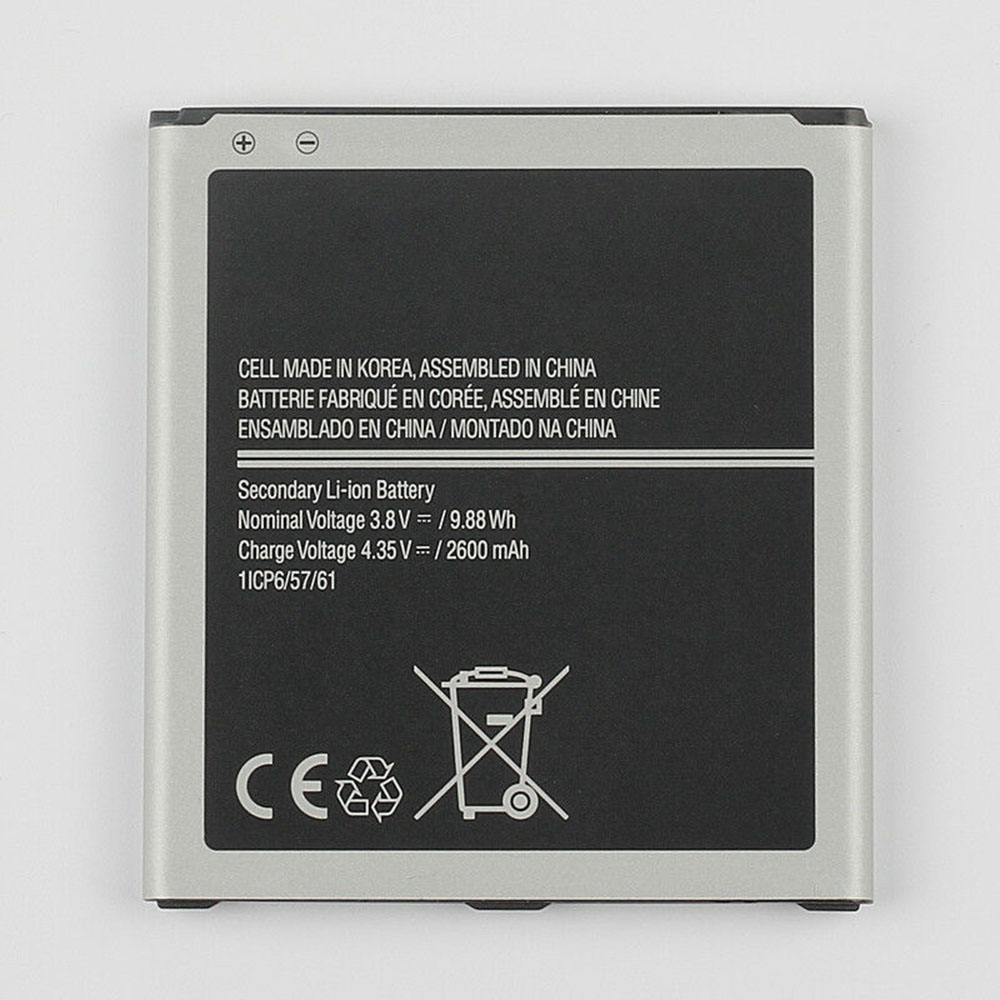 CELL MADE IN KOREA, ASSEMBLED IN CHINA
BATTERIE FABRIQUÉ EN CORÉE, ASSEMBLÉ EN CHINE
ENSAMBLADO EN CHINA / MONTADO NA CHINA
Secondary Li-ion Battery
Nominal Voltage 3.8 V ⎓ / 9.88 Wh
Charge Voltage 4.35 V ⎓ / 2600 mAh
1ICP6/57/61
CE